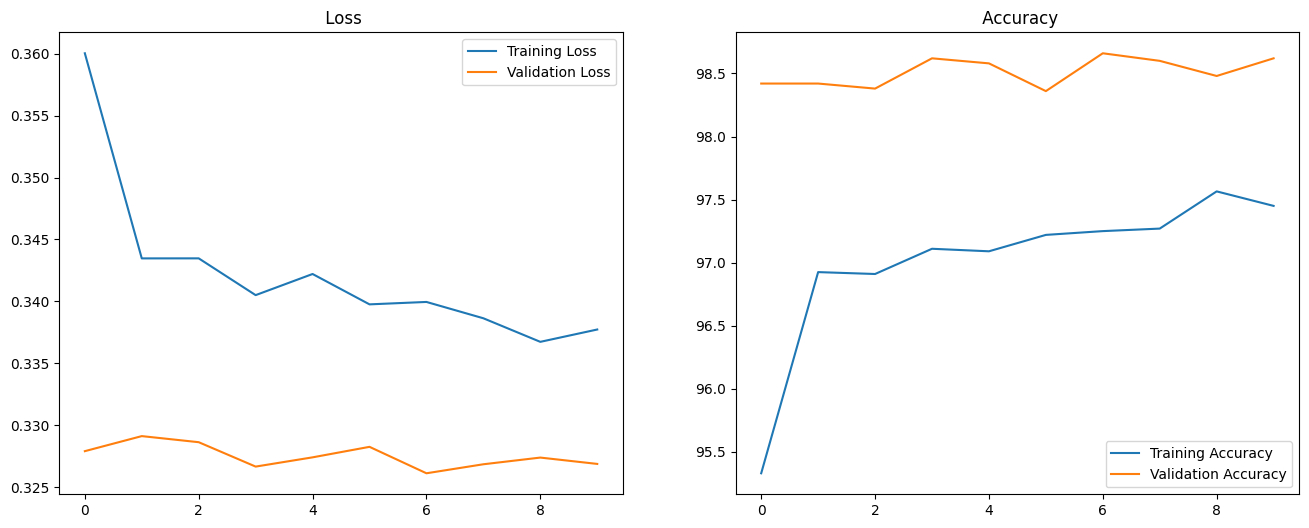 Loss
0.360
0.355
0.350
0.345
0.340
0.335
0.330
0.325
0 2 4 6 8
Training Loss
Validation Loss
Accuracy
98.5
98.0
97.5
97.0
96.5
96.0
95.5
0 2 4 6 8
Training Accuracy
Validation Accuracy